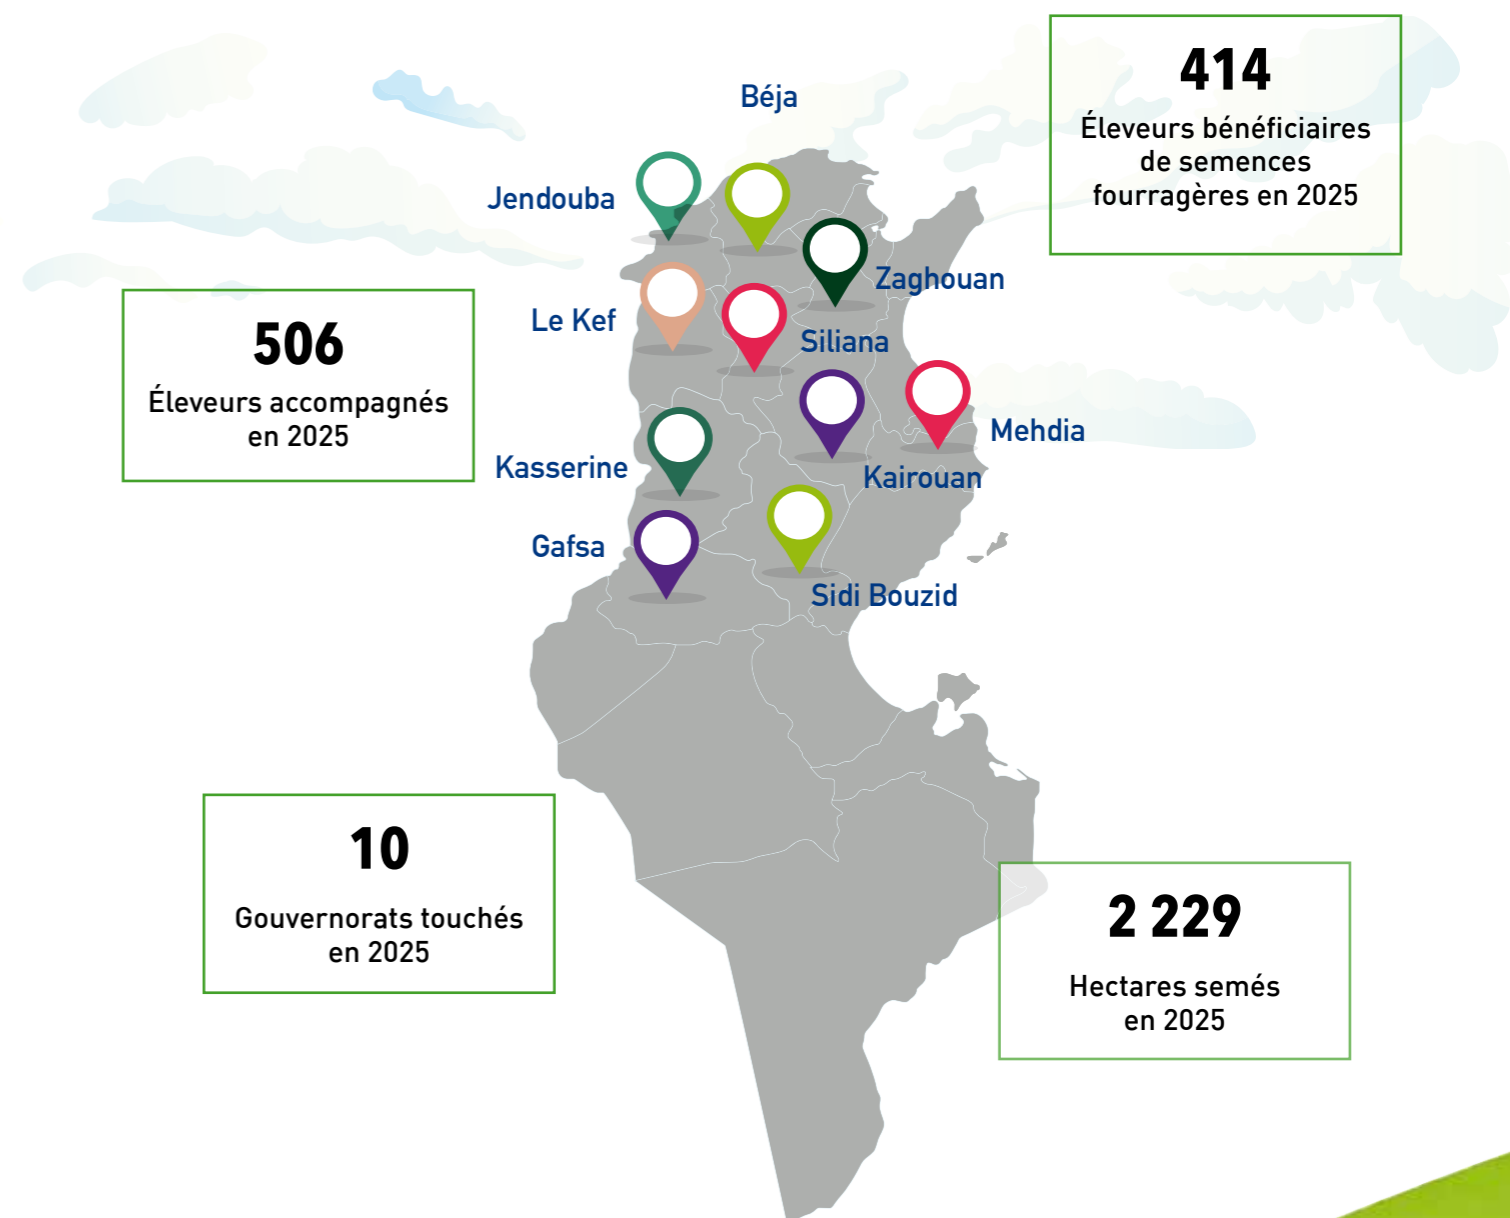 414
Éleveurs bénéficiaires
de semences
fourragères en 2025
Béja
Jendouba
Zaghouan
Le Kef
Siliana
506
Éleveurs accompagnés
en 2025
Mehdia
Kasserine
Kairouan
Gafsa
Sidi Bouzid
10
Gouvernorats touchés
en 2025
2 229
Hectares semés
en 2025